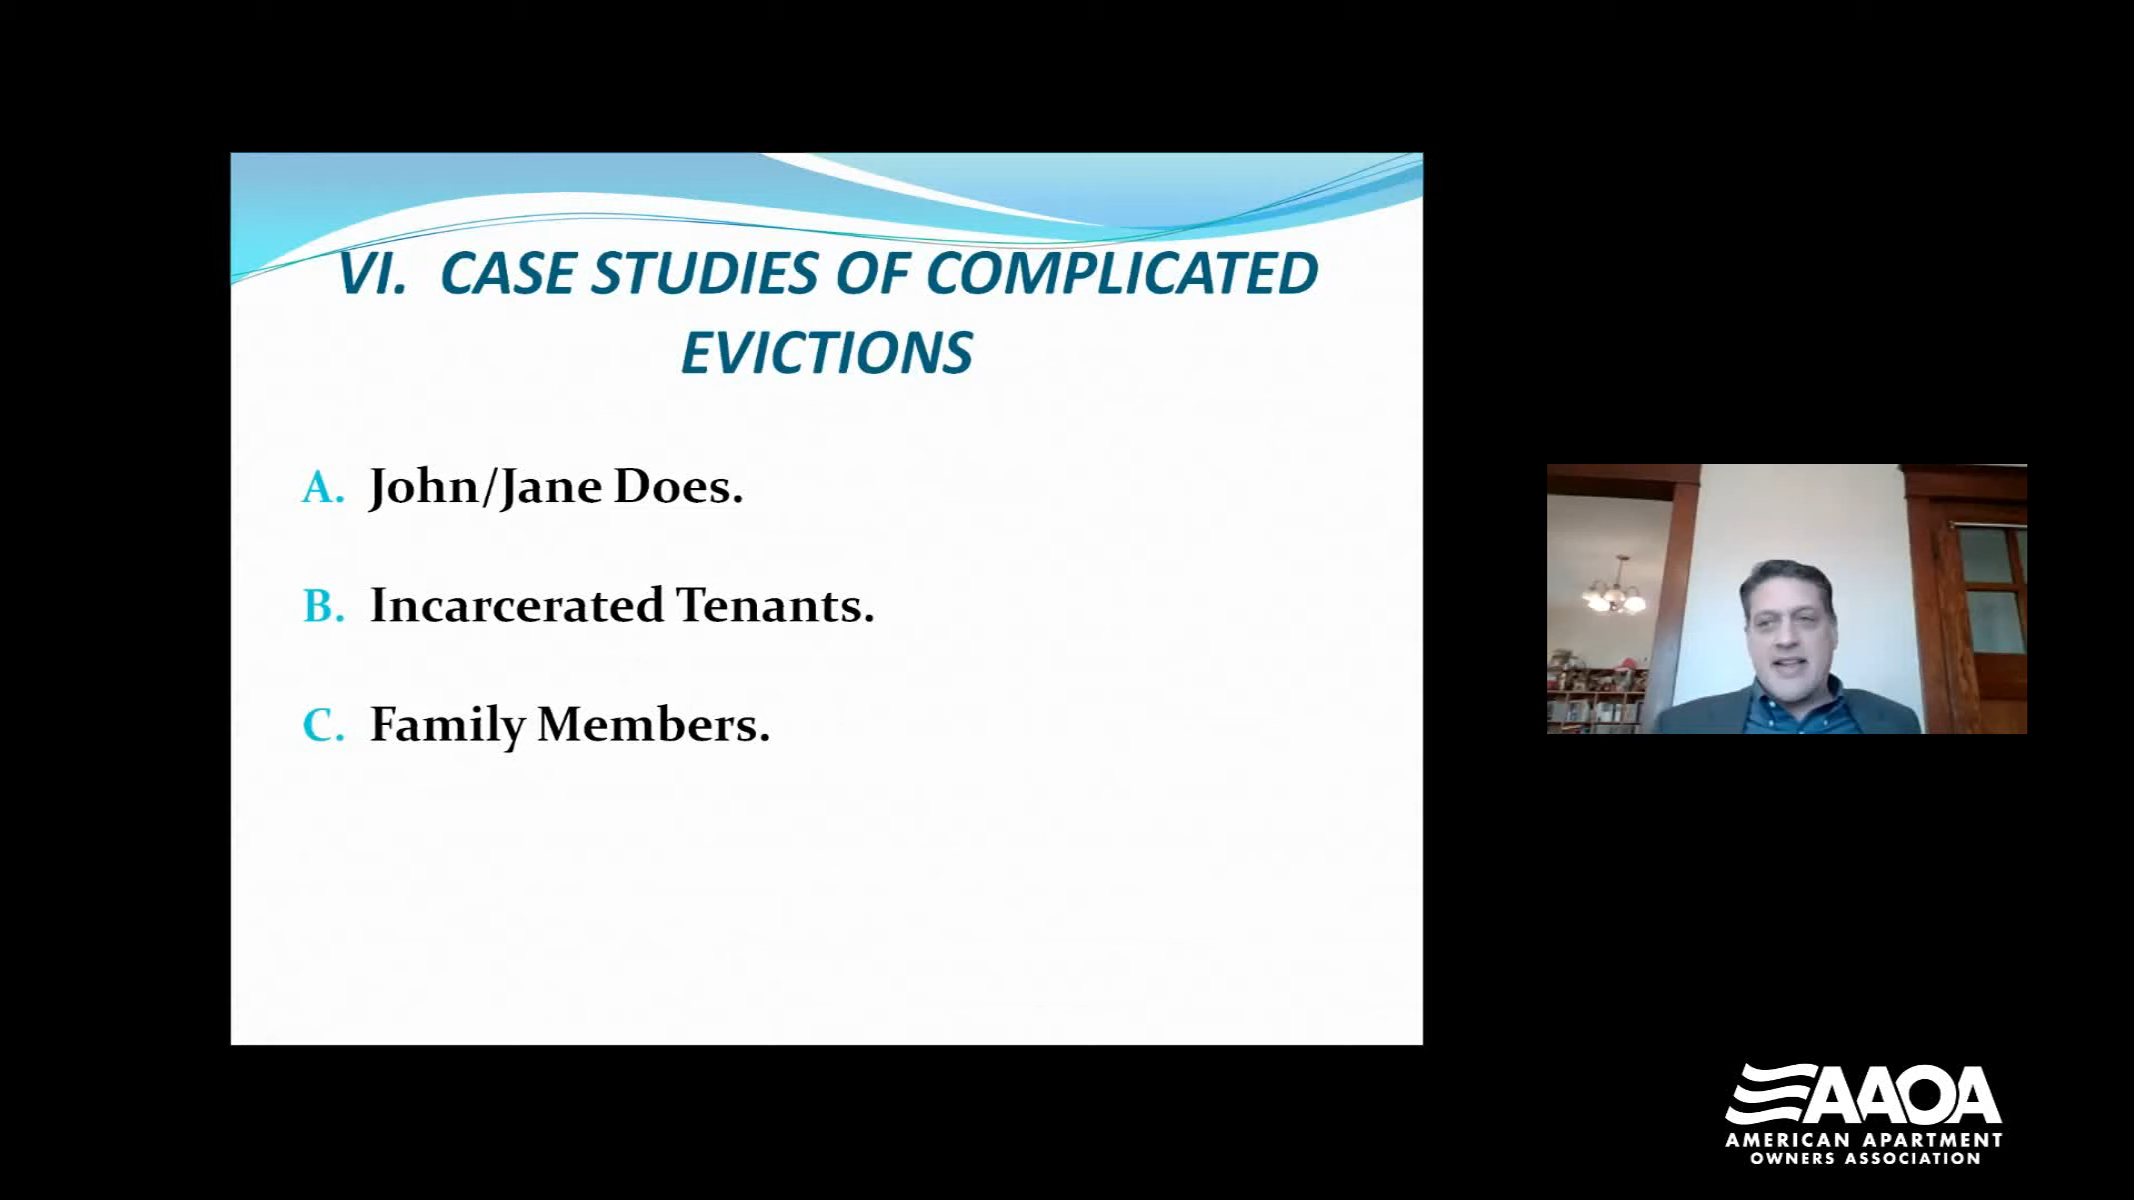 VI. CASE STUDIES OF COMPLICATED
EVICTIONS
A. John/Jane Does.
B. Incarcerated Tenants.
C. Family Members.
AAOA
AMERICAN APARTMENT
OWNERS ASSOCIATION